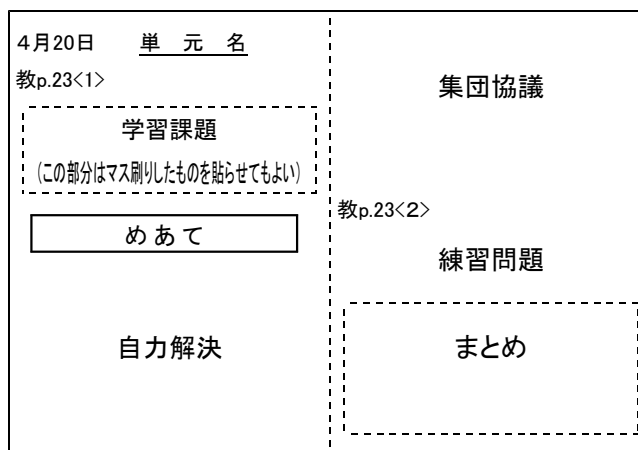 ４月20日　単　元　名
教p.23<1>
学習課題
(この部分はマス刷りしたものを貼らせてもよい)
めあて
自力解決
集団協議
教p.23<２>
練習問題
まとめ